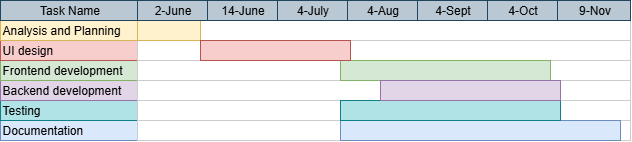 Task Name 2-June 14-June 4-July 4-Aug 4-Sept 4-Oct 9-Nov
Analysis and Planning
UI design
Frontend development
Backend development
Testing
Documentation